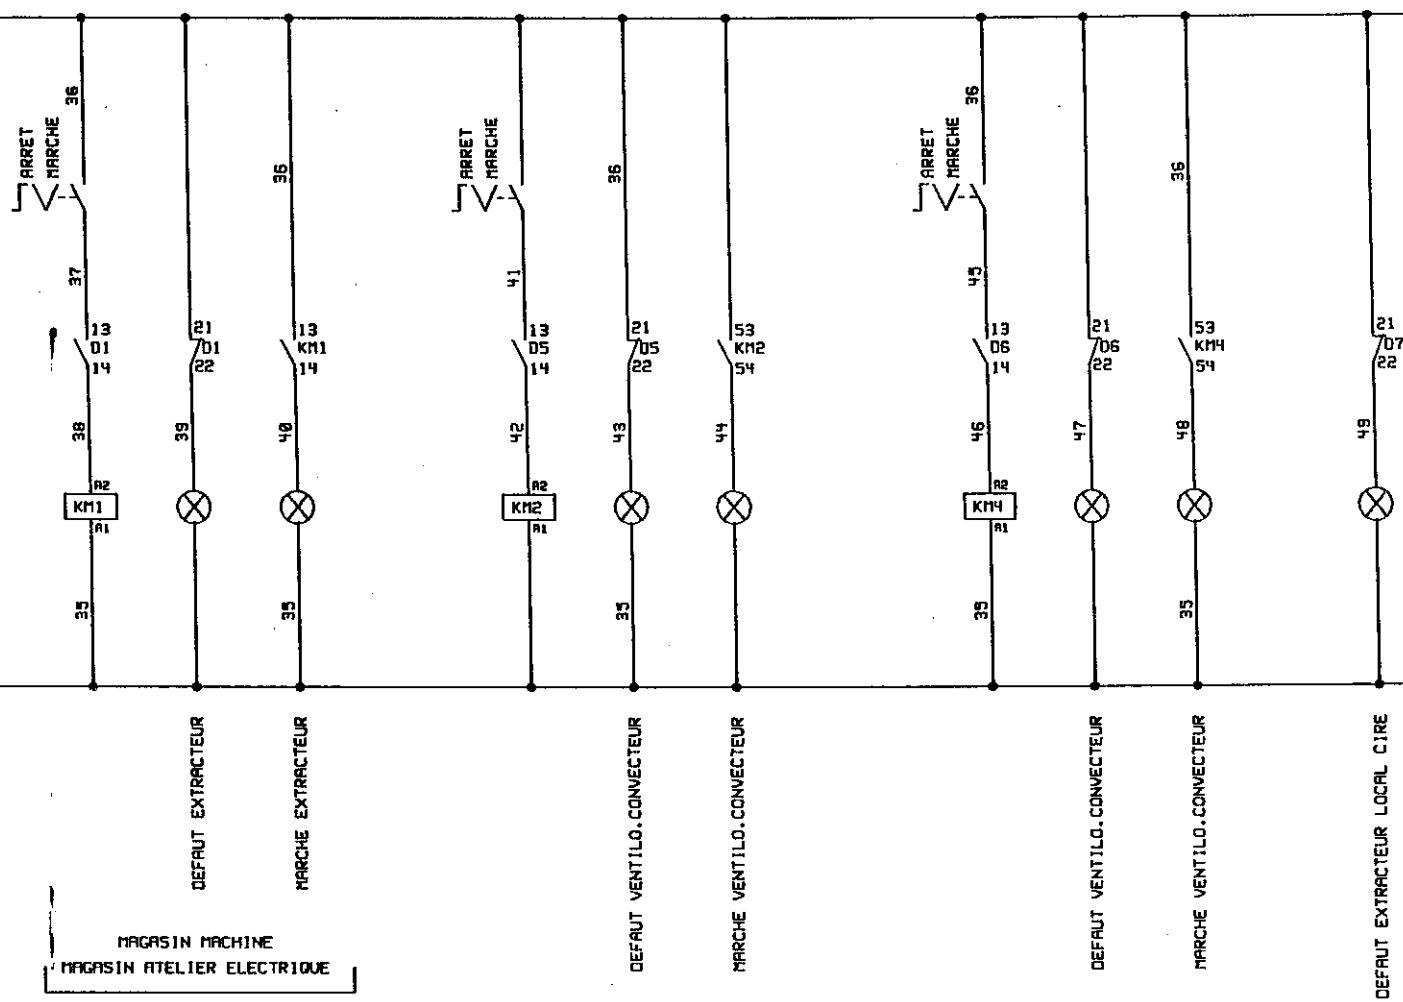 36
36
36
36
36
36
ARRET
MARCHE
ARRET
MARCHE
ARRET
MARCHE
37
41
45
13
D1
14
21
D1
22
13
KM1
14
13
D5
14
21
D5
22
53
KM2
54
13
D6
14
21
D6
22
53
KM4
54
21
D7
22
38
39
40
42
43
44
46
47
48
49
A2
KM1
A1
A2
KM2
A1
A2
KM4
A1
35
35
35
35
35
DEFAUT EXTRACTEUR
MARCHE EXTRACTEUR
DEFAUT VENTILO.CONVECTEUR
MARCHE VENTILO.CONVECTEUR
DEFAUT VENTILO.CONVECTEUR
MARCHE VENTILO.CONVECTEUR
DEFAUT EXTRACTEUR LOCAL CIRE
MAGASIN MACHINE
MAGASIN ATELIER ELECTRIQUE